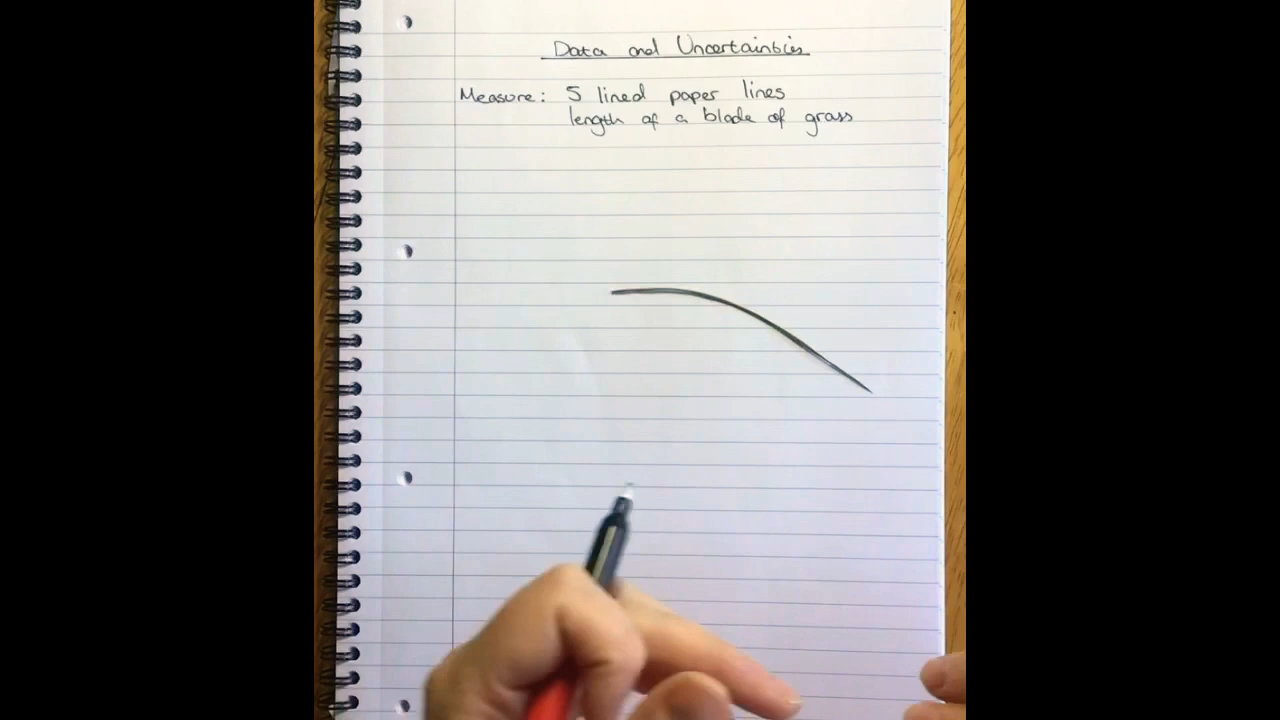 Data and Uncertainties
Measure: 5 lined paper lines
length of a blade of grass